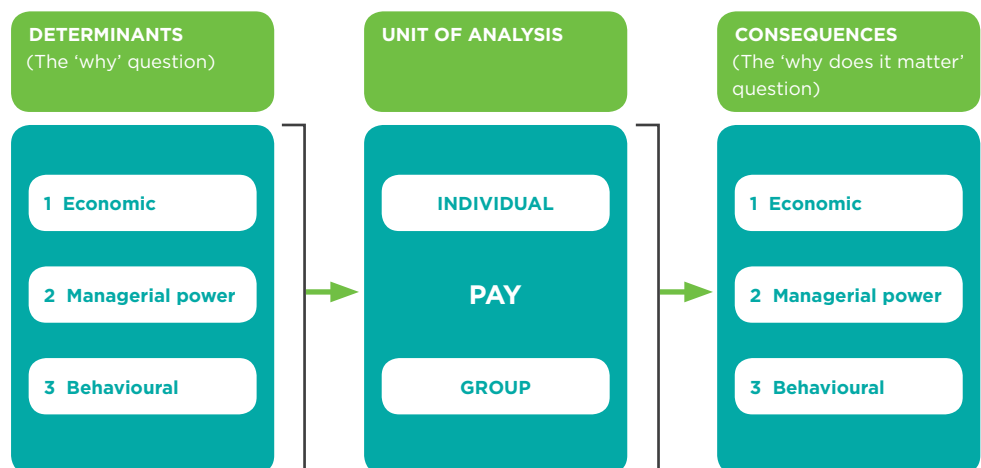 DETERMINANTS
(The ‘why’ question)
UNIT OF ANALYSIS
CONSEQUENCES
(The ‘why does it matter’
question)
1 Economic
2 Managerial power
3 Behavioural
INDIVIDUAL
PAY
GROUP
1 Economic
2 Managerial power
3 Behavioural